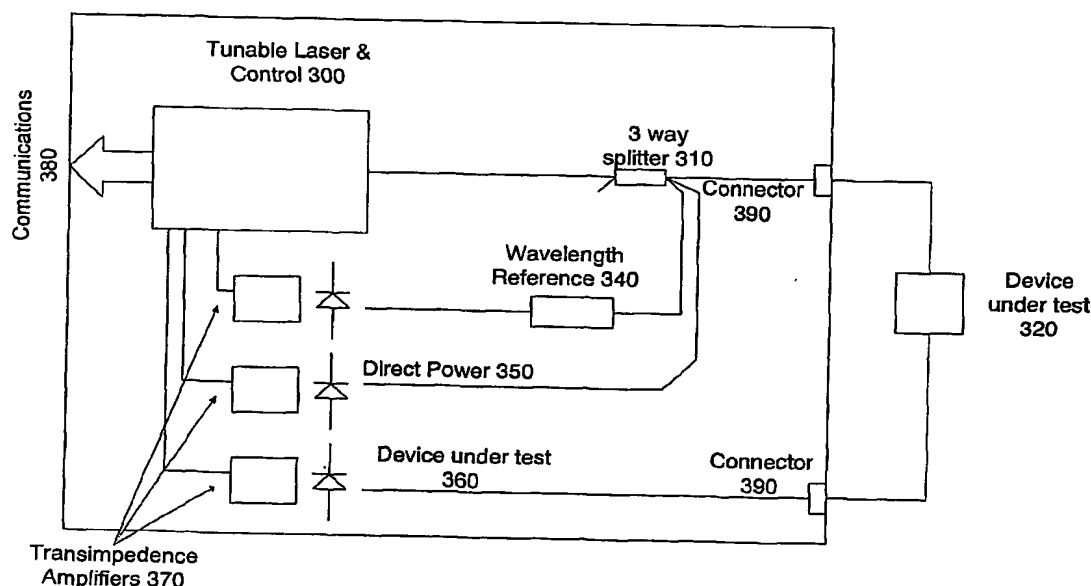 Tunable Laser &
Control 300
Communications
380
3 way
splitter 310
Connector
390
Wavelength
Reference 340
Device
under test
320
Direct Power 350
Device under test
360
Connector
390
Transimpedence
Amplifiers 370